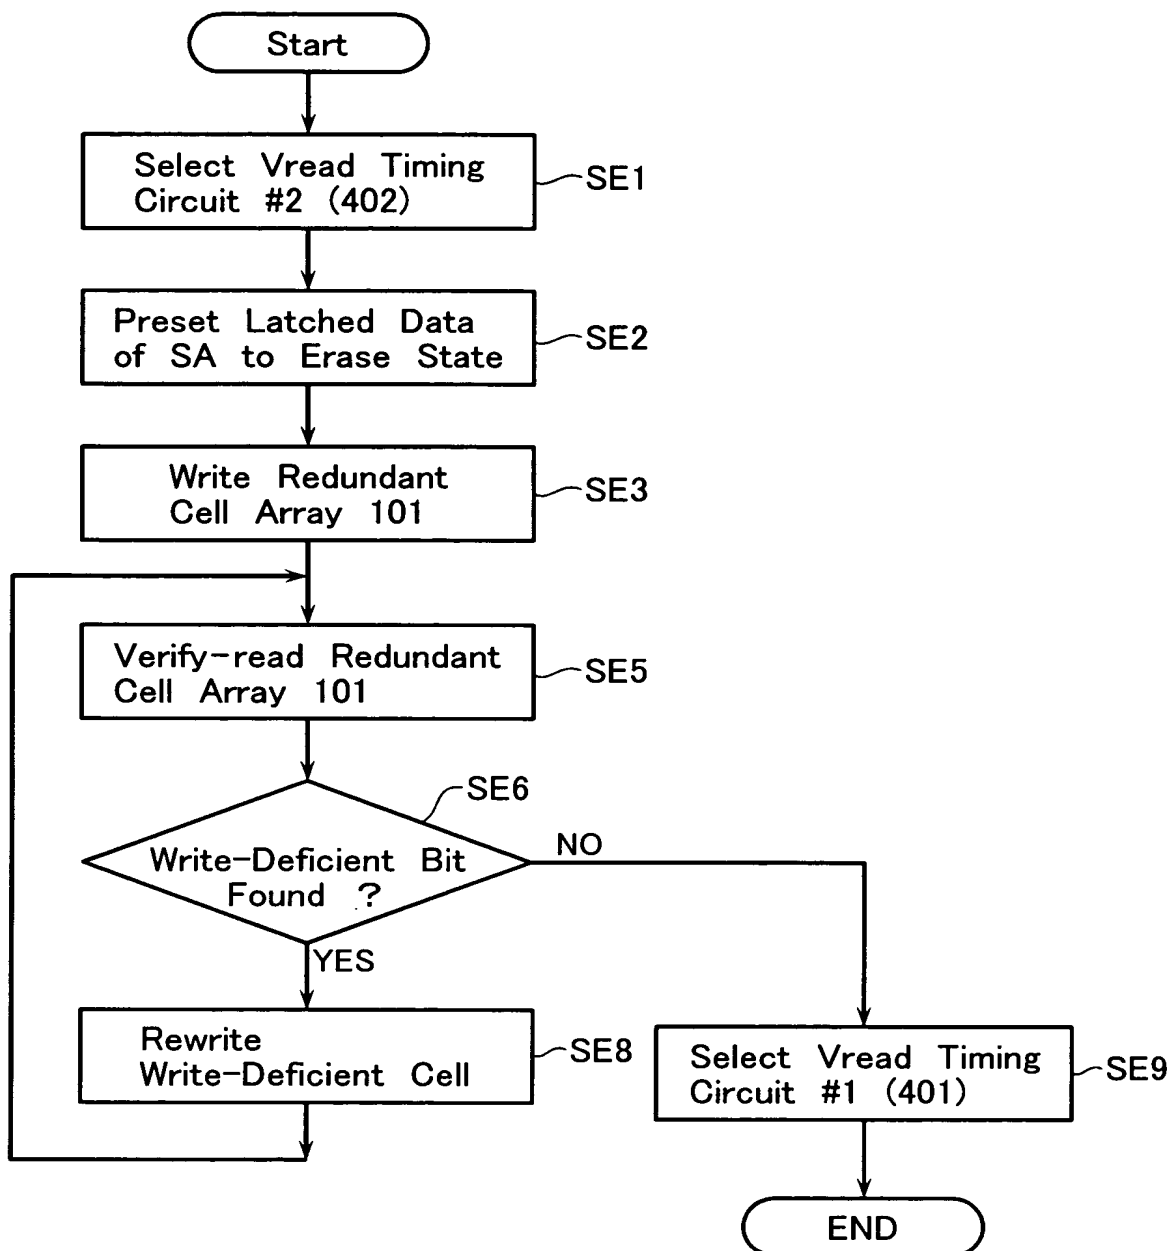 Start
Select Vread Timing
Circuit #2 (402)
SE1
Preset Latched Data
of SA to Erase State
SE2
Write Redundant
Cell Array 101
SE3
Verify-read Redundant
Cell Array 101
SE5
SE6
Write-Deficient Bit
Found ?
NO
YES
Rewrite
Write-Deficient Cell
SE8
Select Vread Timing
Circuit #1 (401)
SE9
END